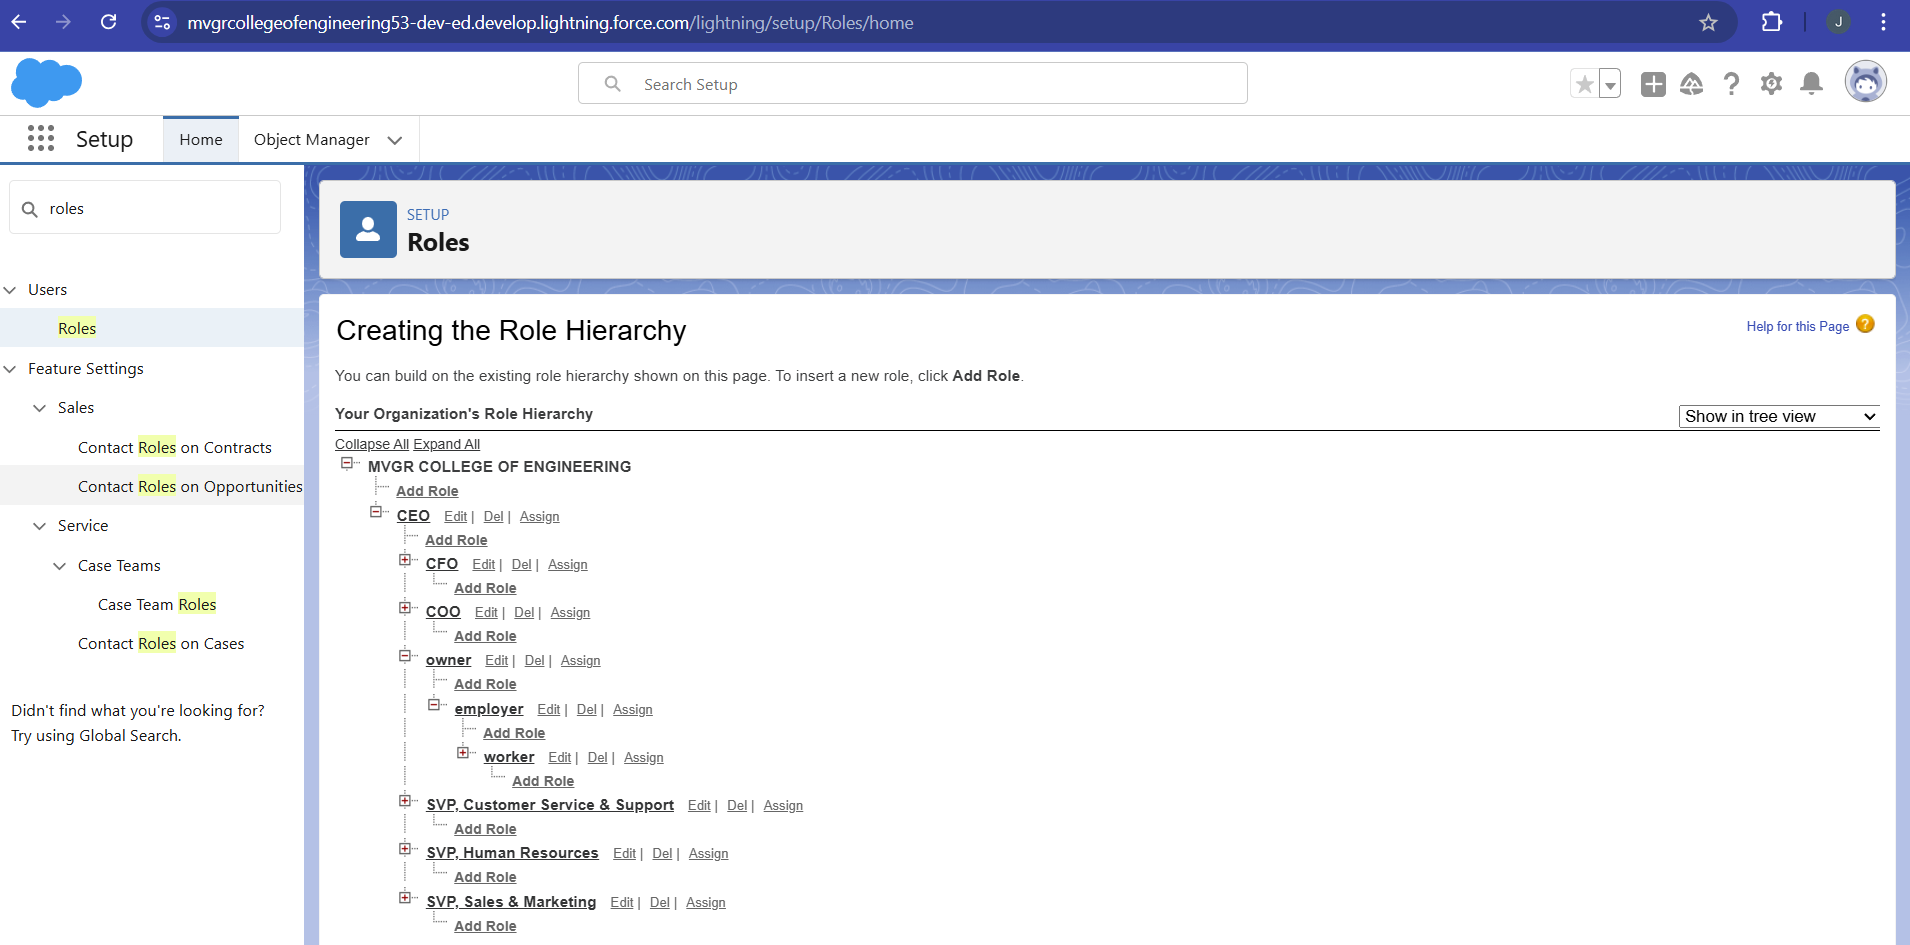 mvgrcollegeofengineering53-dev-ed.develop.lightning.force.com/lightning/setup/Roles/home
J
Search Setup
Setup
Home
Object Manager
roles
Users
Roles
Feature Settings
Sales
Contact Roles on Contracts
Contact Roles on Opportunities
Service
Case Teams
Case Team Roles
Contact Roles on Cases
Didn't find what you're looking for?
Try using Global Search.
SETUP
Roles
Creating the Role Hierarchy
Help for this Page ?
You can build on the existing role hierarchy shown on this page. To insert a new role, click Add Role.
Your Organization's Role Hierarchy
Show in tree view
Collapse All Expand All
MVGR COLLEGE OF ENGINEERING
Add Role
CEO Edit | Del | Assign
Add Role
CFO Edit | Del | Assign
Add Role
COO Edit | Del | Assign
Add Role
owner Edit | Del | Assign
Add Role
employer Edit | Del | Assign
Add Role
worker Edit | Del | Assign
Add Role
SVP, Customer Service & Support Edit | Del | Assign
Add Role
SVP, Human Resources Edit | Del | Assign
Add Role
SVP, Sales & Marketing Edit | Del | Assign
Add Role